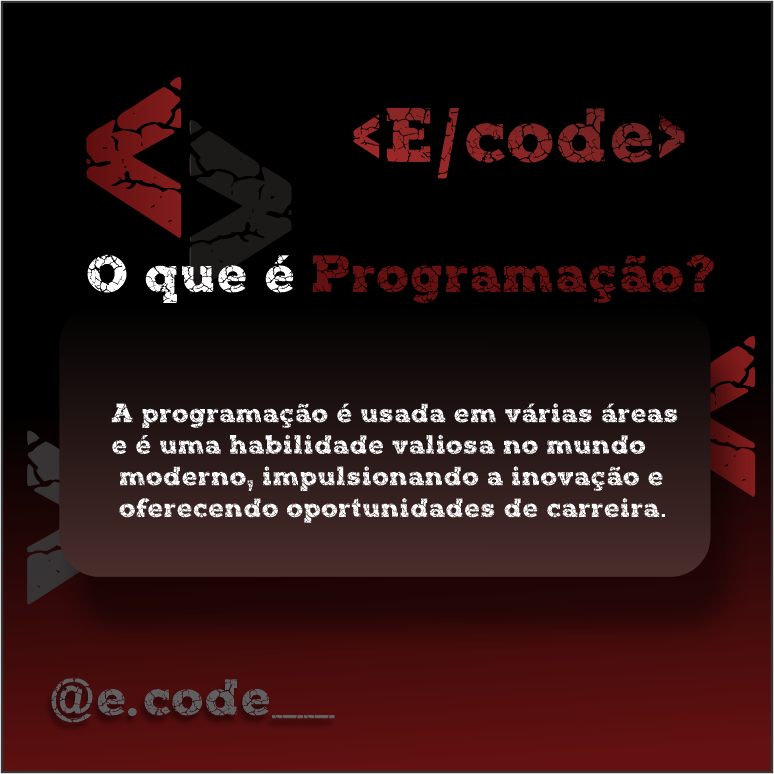 <E/code>
O que é Programação?
A programação é usada em várias áreas
e é uma habilidade valiosa no mundo
moderno, impulsionando a inovação e
oferecendo oportunidades de carreira.
@e.code__